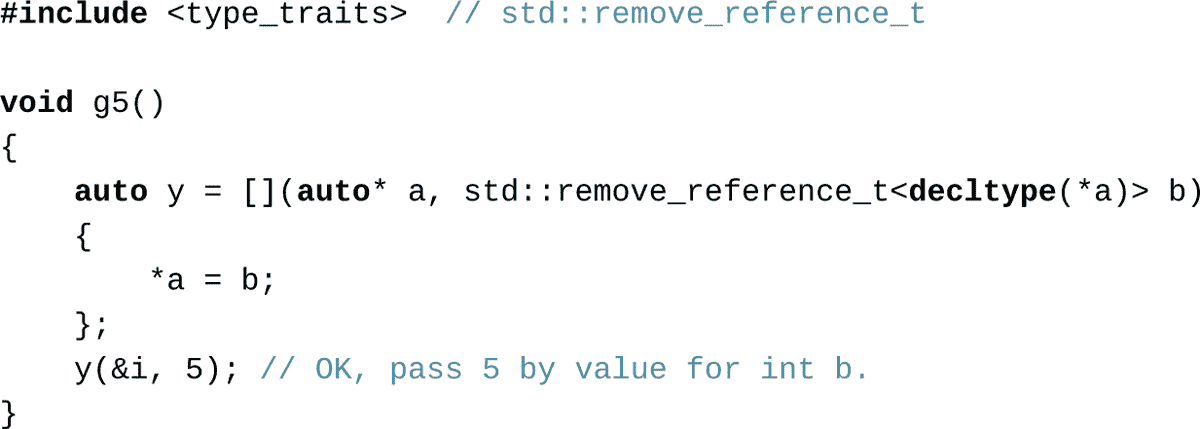 #include <type_traits>  // std::remove_reference_t

void g5()
{
    auto y = [](auto* a, std::remove_reference_t<decltype(*a)> b)
    {
        *a = b;
    };
    y(&i, 5); // OK, pass 5 by value for int b.
}